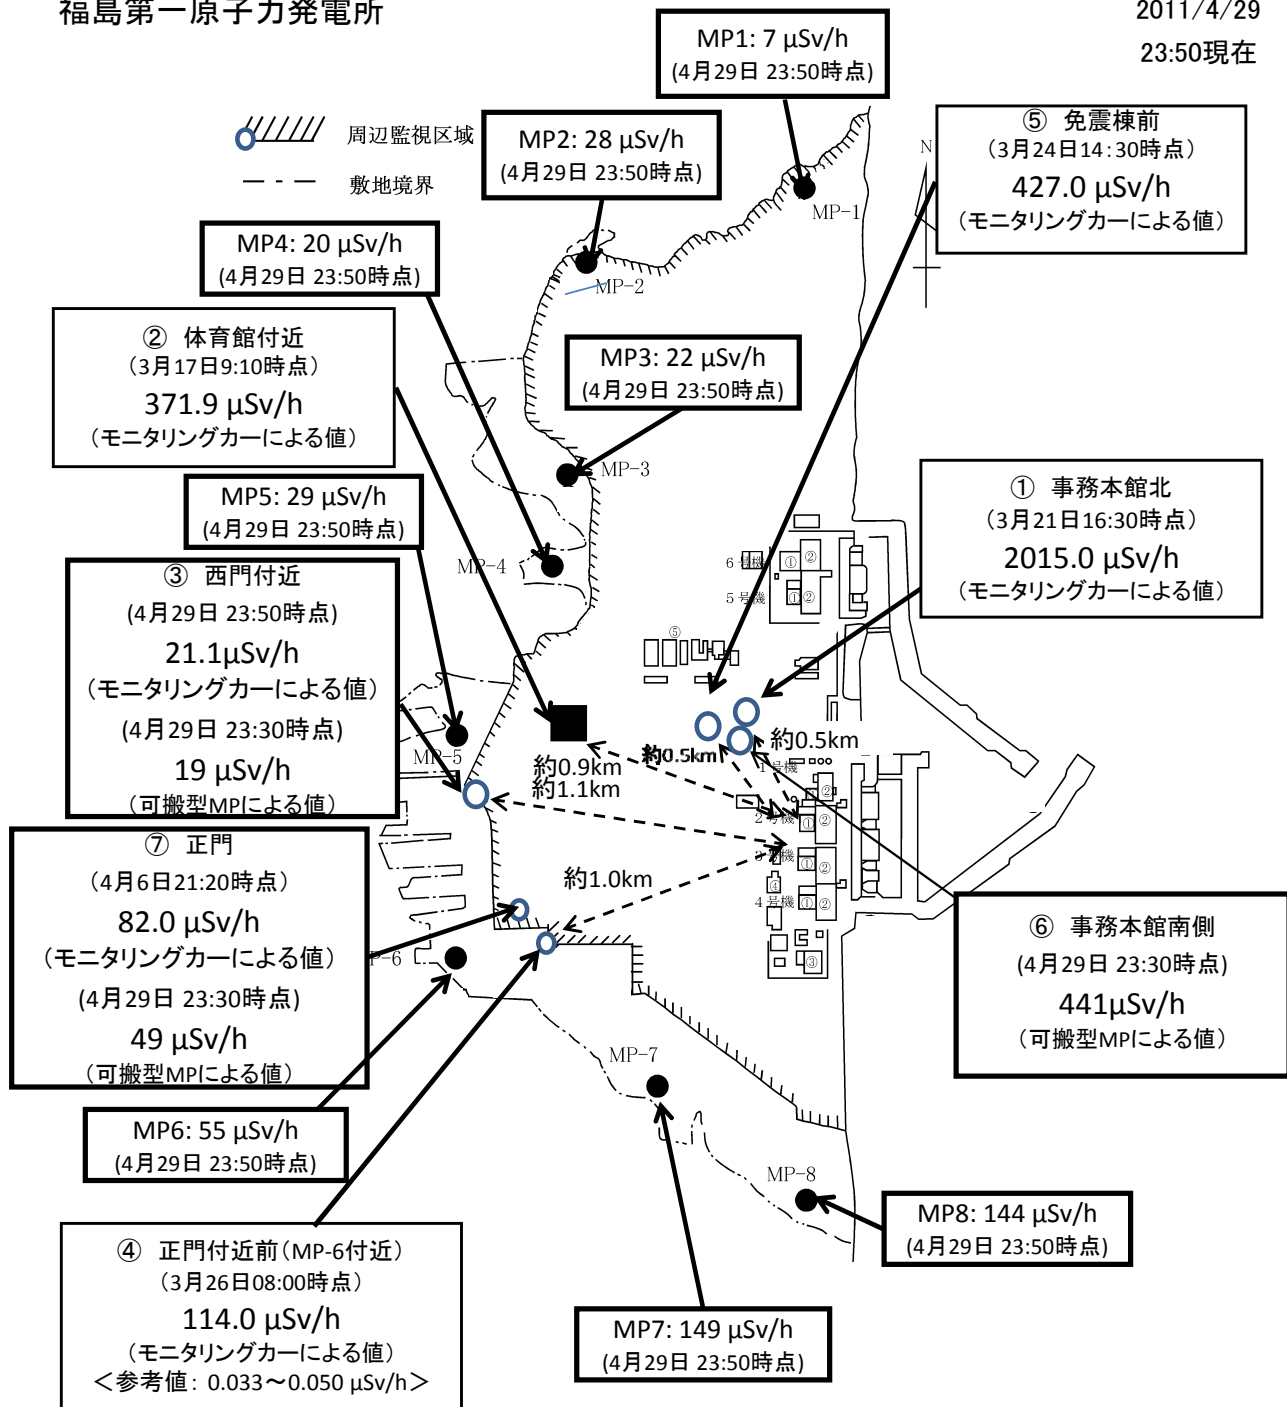 福島第一原子力発電所
2011/4/29
23:50現在
MP1: 7 μSv/h
(4月29日 23:50時点)
周辺監視区域
敷地境界
MP2: 28 μSv/h
(4月29日 23:50時点)
⑤ 免震棟前
(3月24日14:30時点)
427.0 μSv/h
(モニタリングカーによる値)
N
MP-1
MP4: 20 μSv/h
(4月29日 23:50時点)
MP-2
② 体育館付近
(3月17日9:10時点)
371.9 μSv/h
(モニタリングカーによる値)
MP3: 22 μSv/h
(4月29日 23:50時点)
MP-3
MP5: 29 μSv/h
(4月29日 23:50時点)
① 事務本館北
(3月21日16:30時点)
2015.0 μSv/h
(モニタリングカーによる値)
MP-4
③ 西門付近
(4月29日 23:50時点)
21.1μSv/h
(モニタリングカーによる値)
(4月29日 23:30時点)
19 μSv/h
(可搬型MPによる値)
6号機
① ②
5号機
① ②
⑤
MP-5
約0.9km
約1.1km
約0.5km
約0.5km
1号機
②
2号機
① ②
3号機
① ②
④
4号機
① ②
③
⑦ 正門
(4月6日21:20時点)
82.0 μSv/h
(モニタリングカーによる値)
(4月29日 23:30時点)
49 μSv/h
(可搬型MPによる値)
約1.0km
P-6
⑥ 事務本館南側
(4月29日 23:30時点)
441μSv/h
(可搬型MPによる値)
MP-7
MP6: 55 μSv/h
(4月29日 23:50時点)
MP-8
MP8: 144 μSv/h
(4月29日 23:50時点)
④ 正門付近前(MP-6付近)
(3月26日08:00時点)
114.0 μSv/h
(モニタリングカーによる値)
<参考値: 0.033~0.050 μSv/h>
MP7: 149 μSv/h
(4月29日 23:50時点)